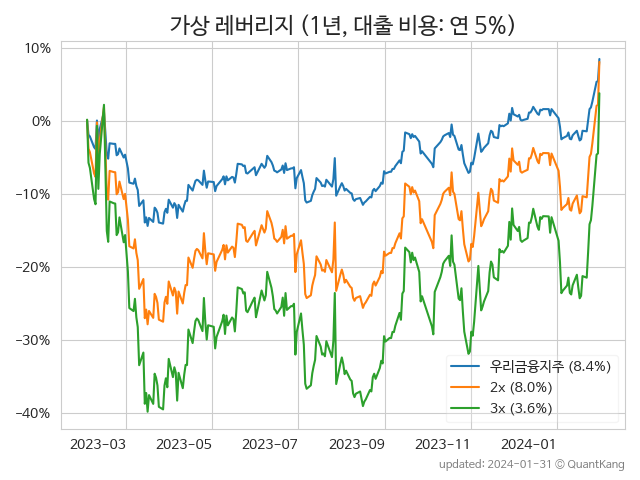 가상 레버리지 (1년, 대출 비용: 연 5%)
10%
0%
−10%
−20%
−30%
−40%
우리금융지주 (8.4%)
2x (8.0%)
3x (3.6%)
2023-03 2023-05 2023-07 2023-09 2023-11 2024-01
updated: 2024-01-31 © QuantKang